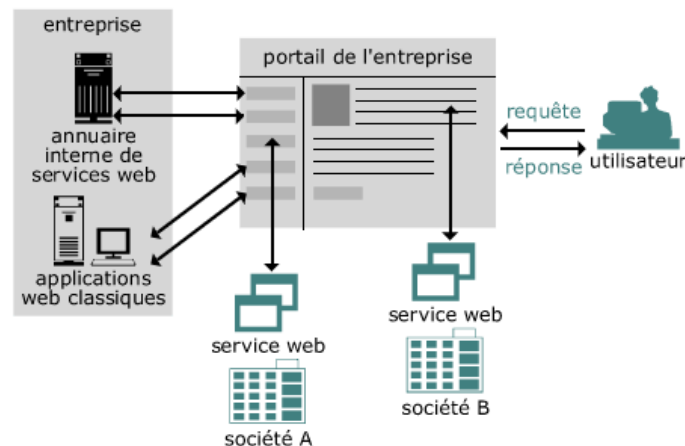 entreprise
annuaire
interne de
services web
applications
web classiques
portail de l'entreprise
requête
réponse
utilisateur
service web
société A
service web
société B